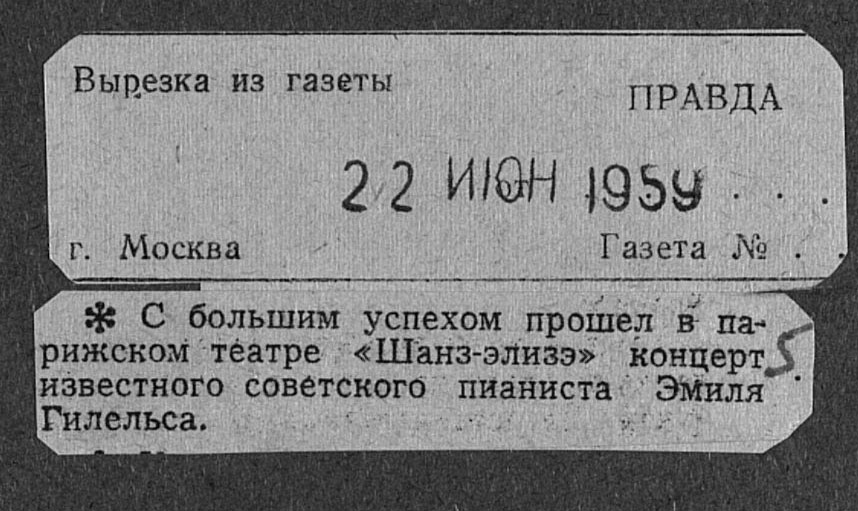 Вырезка из газеты
ПРАВДА
22 ИЮН 1959 . . .
г. Москва Газета № . .
* С большим успехом прошел в па-
рижском театре «Шанз-элизэ» концерт 5
известного советского пианиста Эмиля
Гилельса.